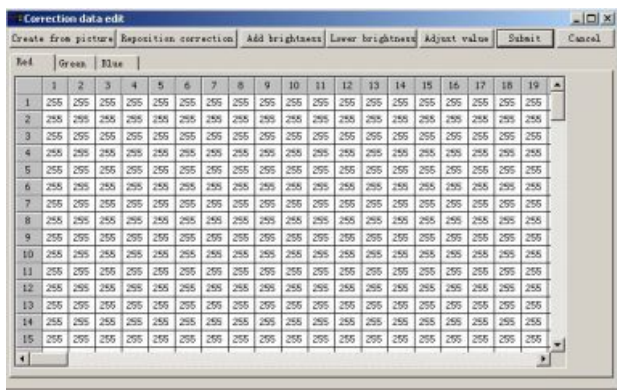 Correction data edit
Create from picture Reposition correction Add brightness Lower brightness Adjust value Submit Cancel
Red Green Blue
1 2 3 4 5 6 7 8 9 10 11 12 13 14 15 16 17 18 19
1 255 255 255 255 255 255 255 255 255 255 255 255 255 255 255 255 255 255 255
2 255 255 255 255 255 255 255 255 255 255 255 255 255 255 255 255 255 255 255
3 255 255 255 255 255 255 255 255 255 255 255 255 255 255 255 255 255 255 255
4 255 255 255 255 255 255 255 255 255 255 255 255 255 255 255 255 255 255 255
5 255 255 255 255 255 255 255 255 255 255 255 255 255 255 255 255 255 255 255
6 255 255 255 255 255 255 255 255 255 255 255 255 255 255 255 255 255 255 255
7 255 255 255 255 255 255 255 255 255 255 255 255 255 255 255 255 255 255 255
8 255 255 255 255 255 255 255 255 255 255 255 255 255 255 255 255 255 255 255
9 255 255 255 255 255 255 255 255 255 255 255 255 255 255 255 255 255 255 255
10 255 255 255 255 255 255 255 255 255 255 255 255 255 255 255 255 255 255 255
11 255 255 255 255 255 255 255 255 255 255 255 255 255 255 255 255 255 255 255
12 255 255 255 255 255 255 255 255 255 255 255 255 255 255 255 255 255 255 255
13 255 255 255 255 255 255 255 255 255 255 255 255 255 255 255 255 255 255 255
14 255 255 255 255 255 255 255 255 255 255 255 255 255 255 255 255 255 255 255
15 255 255 255 255 255 255 255 255 255 255 255 255 255 255 255 255 255 255 255